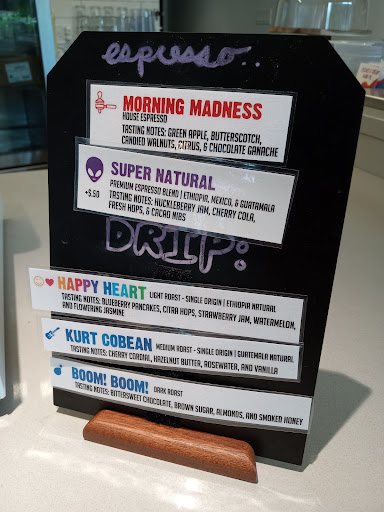 espresso..
MORNING MADNESS
HOUSE ESPRESSO
TASTING NOTES: GREEN APPLE, BUTTERSCOTCH,
CANDIED WALNUTS, CITRUS, & CHOCOLATE GANACHE
SUPER NATURAL
+$.50
PREMIUM ESPRESSO BLEND | ETHIOPIA, MEXICO, & GUATAMALA
TASTING NOTES: HUCKLEBERRY JAM, CHERRY COLA,
FRESH HOPS, & CACAO NIBS
DRIP:
HAPPY HEART LIGHT ROAST - SINGLE ORIGIN | ETHIOPIA NATURAL
TASTING NOTES: BLUEBERRY PANCAKES, CITRA HOPS, STRAWBERRY JAM, WATERMELON,
AND FLOWERING JASMINE
KURT COBEAN MEDIUM ROAST - SINGLE ORIGIN | GUATEMALA NATURAL
TASTING NOTES: CHERRY CORDIAL, HAZELNUT BUTTER, ROSEWATER, AND VANILLA
BOOM! BOOM! DARK ROAST
TASTING NOTES: BITTERSWEET CHOCOLATE, BROWN SUGAR, ALMONDS, AND SMOKED HONEY